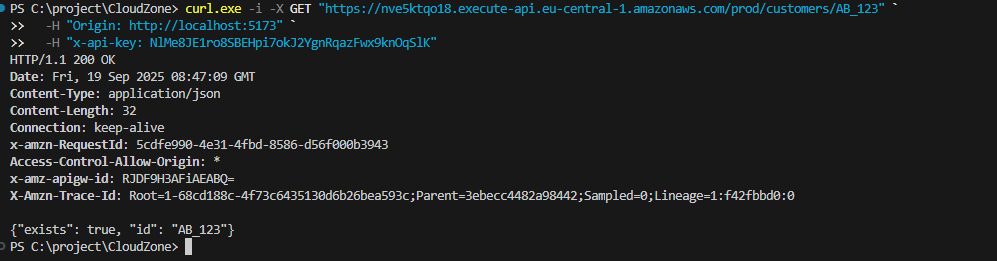 PS C:\project\CloudZone> curl.exe -i -X GET "https://nve5ktqo18.execute-api.eu-central-1.amazonaws.com/prod/customers/AB_123" `
>>   -H "Origin: http://localhost:5173" `
>>   -H "x-api-key: NlMe8JE1ro8SBEHpi7okJ2YgnRqazFwx9knOqSlK"
HTTP/1.1 200 OK
Date: Fri, 19 Sep 2025 08:47:09 GMT
Content-Type: application/json
Content-Length: 32
Connection: keep-alive
x-amzn-RequestId: 5cdfe990-4e31-4fbd-8586-d56f000b3943
Access-Control-Allow-Origin: *
x-amz-apigw-id: RJDF9H3AFiAEABQ=
X-Amzn-Trace-Id: Root=1-68cd188c-4f73c6435130d6b26bea593c;Parent=3ebecc4482a98442;Sampled=0;Lineage=1:f42fbbd0:0

{"exists": true, "id": "AB_123"}
PS C:\project\CloudZone>